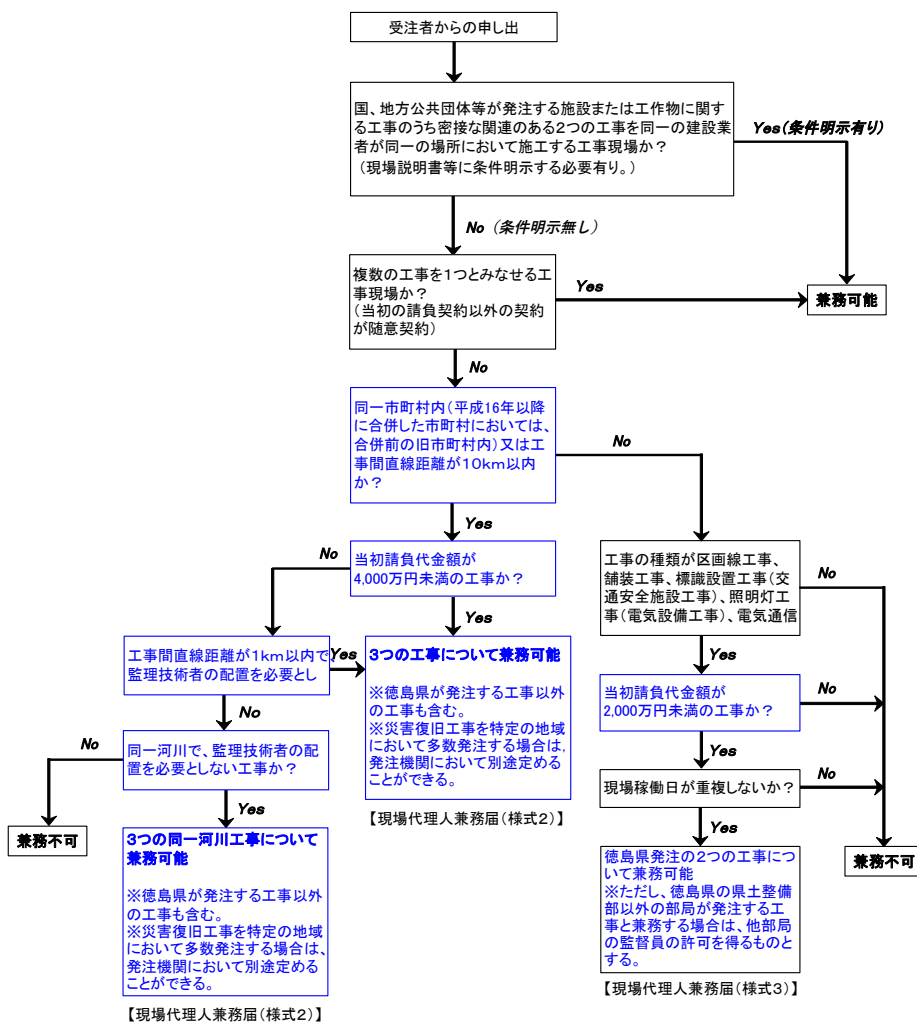 受注者からの申し出
国、地方公共団体等が発注する施設または工作物に関
する工事のうち密接な関連のある2つの工事を同一の建設業
者が同一の場所において施工する工事現場か？
（現場説明書等に条件明示する必要有り。）
Yes(条件明示有り)
No (条件明示無し)
複数の工事を1つとみなせる工
事現場か？
(当初の請負契約以外の契約
が随意契約)
Yes
兼務可能
No
同一市町村内(平成16年以降
に合併した市町村においては、
合併前の旧市町村内)又は工
事間直線距離が10km以内
か？
No
Yes
当初請負代金額が
4,000万円未満の工事か？
No
工事の種類が区画線工事、
舗装工事、標識設置工事(交
通安全施設工事)、照明灯工
事(電気設備工事)、電気通信
No
Yes
工事間直線距離が1km以内で、
監理技術者の配置を必要とし
Yes
3つの工事について兼務可能
※徳島県が発注する工事以外
の工事も含む。
※災害復旧工事を特定の地域
において多数発注する場合は,
発注機関において別途定めるこ
とができる。
【現場代理人兼務届(様式2)】
Yes
当初請負代金額が
2,000万円未満の工事か？
No
No
同一河川で、監理技術者の配
置を必要としない工事か？
No
Yes
現場稼働日が重複しないか？
No
兼務不可
Yes
3つの同一河川工事について
兼務可能
※徳島県が発注する工事以外
の工事も含む。
※災害復旧工事を特定の地域
において多数発注する場合は、
発注機関において別途定めるこ
とができる。
【現場代理人兼務届(様式2)】
Yes
兼務不可
徳島県発注の2つの工事につ
いて兼務可能
※ただし、徳島県の県土整備
部以外の部局が発注する工
事と兼務する場合は、他部局
の監督員の許可を得るものと
する。
【現場代理人兼務届(様式3)】